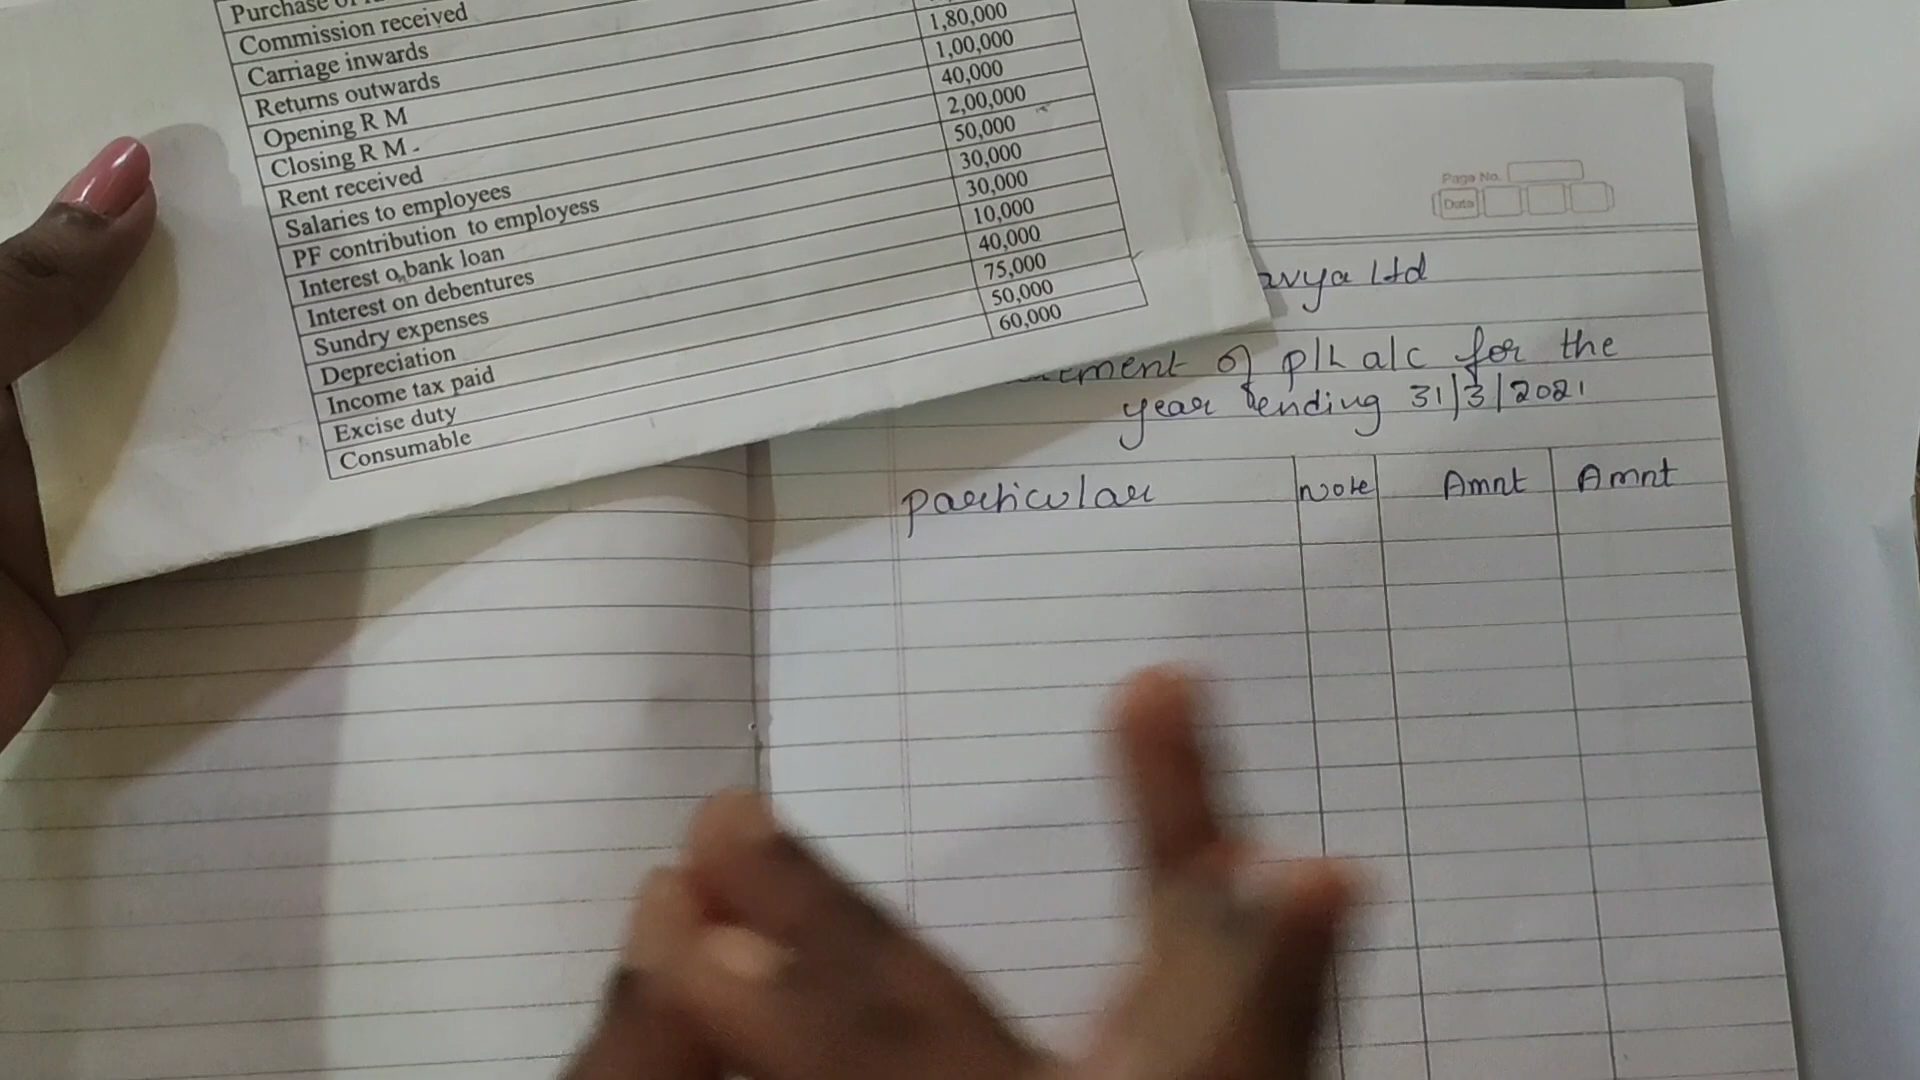 Purchase of
Commission received
Carriage inwards
Returns outwards
Opening R M 1,80,000
Closing R M 1,00,000
Rent received 40,000
Salaries to employees 2,00,000
PF contribution to employess 50,000
Interest on bank loan 30,000
Interest on debentures 30,000
Sundry expenses 10,000
Depreciation 40,000
Income tax paid 75,000
Excise duty 50,000
Consumable 60,000
Page No.
Date
avya Ltd
ement of P/L a/c for the
year ending 31/3/2021
Particular Note Amnt Amnt